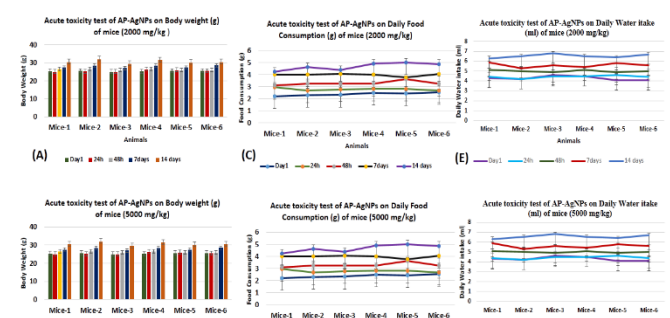 Acute toxicity test of AP-AgNPs on Body weight (g)
of mice (2000 mg/kg )
Body Weight (g)
40
30
20
10
0
Mice-1 Mice-2 Mice-3 Mice-4 Mice-5 Mice-6
Animals
(A)
Day1 24h 48h 7days 14 days
Acute toxicity test of AP-AgNPs on Daily Food
Consumption (g) of mice (2000 mg/kg)
Food Consumption (g)
6
5
4
3
2
1
0
Mice-1 Mice-2 Mice-3 Mice-4 Mice-5 Mice-6
Animals
(C)
Day1 24h 48h 7days 14 days
Acute toxicity test of AP-AgNPs on Daily Water itake
(ml) of mice (2000 mg/kg)
Daily Water intake (ml)
8
7
6
5
4
3
2
1
0
Mice-1 Mice-2 Mice-3 Mice-4 Mice-5 Mice-6
Animals
(E)
Day1 24h 48h 7days 14 days
Acute toxicity test of AP-AgNPs on Body weight (g)
of mice (5000 mg/kg)
Body Weight (g)
40
30
20
10
0
Mice-1 Mice-2 Mice-3 Mice-4 Mice-5 Mice-6
Acute toxicity test of AP-AgNPs on Daily Food
Consumption (g) of mice (5000 mg/kg)
Food Consumption (g)
6
5
4
3
2
1
0
Mice-1 Mice-2 Mice-3 Mice-4 Mice-5 Mice-6
Acute toxicity test of AP-AgNPs on Daily Water itake
(ml) of mice (5000 mg/kg)
Daily Water intake (ml)
8
7
6
5
4
3
2
1
0
Mice-1 Mice-2 Mice-3 Mice-4 Mice-5 Mice-6